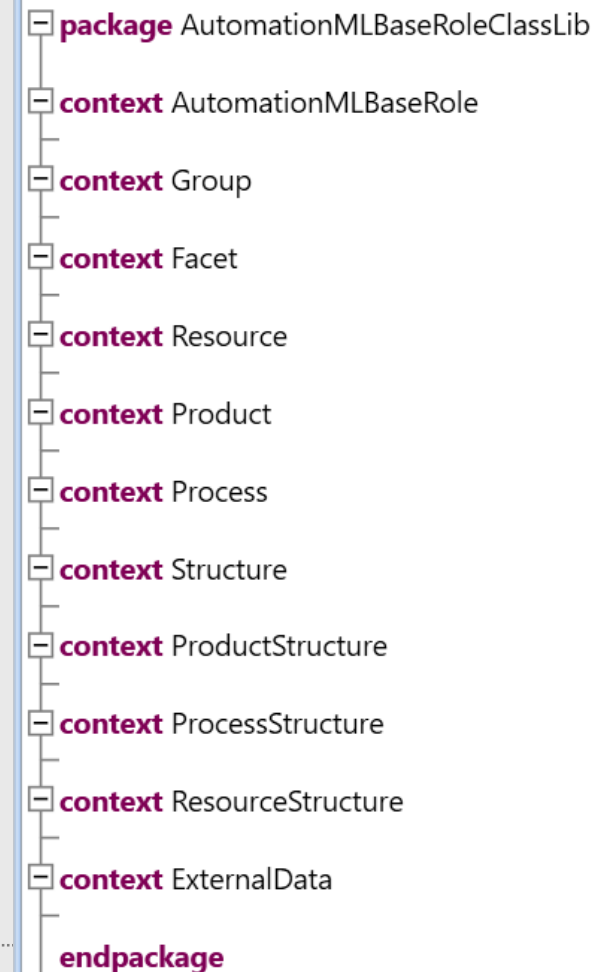 package AutomationMLBaseRoleClassLib
context AutomationMLBaseRole
context Group
context Facet
context Resource
context Product
context Process
context Structure
context ProductStructure
context ProcessStructure
context ResourceStructure
context ExternalData
endpackage